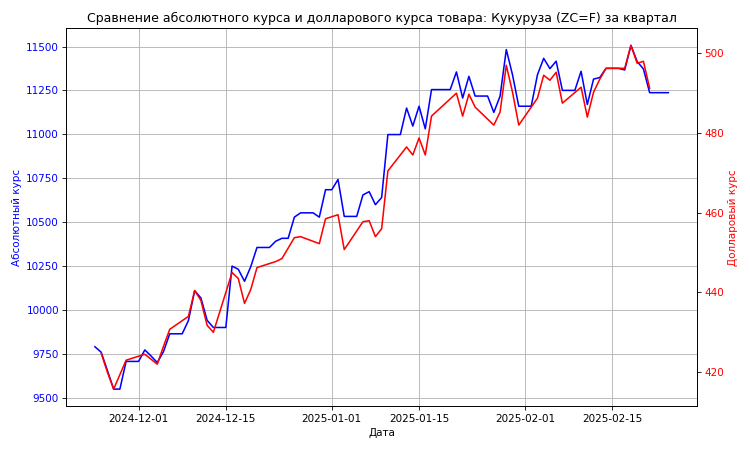 Сравнение абсолютного курса и долларового курса товара: Кукуруза (ZC=F) за квартал
11500
11250
11000
10750
10500
10250
10000
9750
9500
Абсолютный курс
500
480
460
440
420
Долларовый курс
2024-12-01 2024-12-15 2025-01-01 2025-01-15 2025-02-01 2025-02-15
Дата